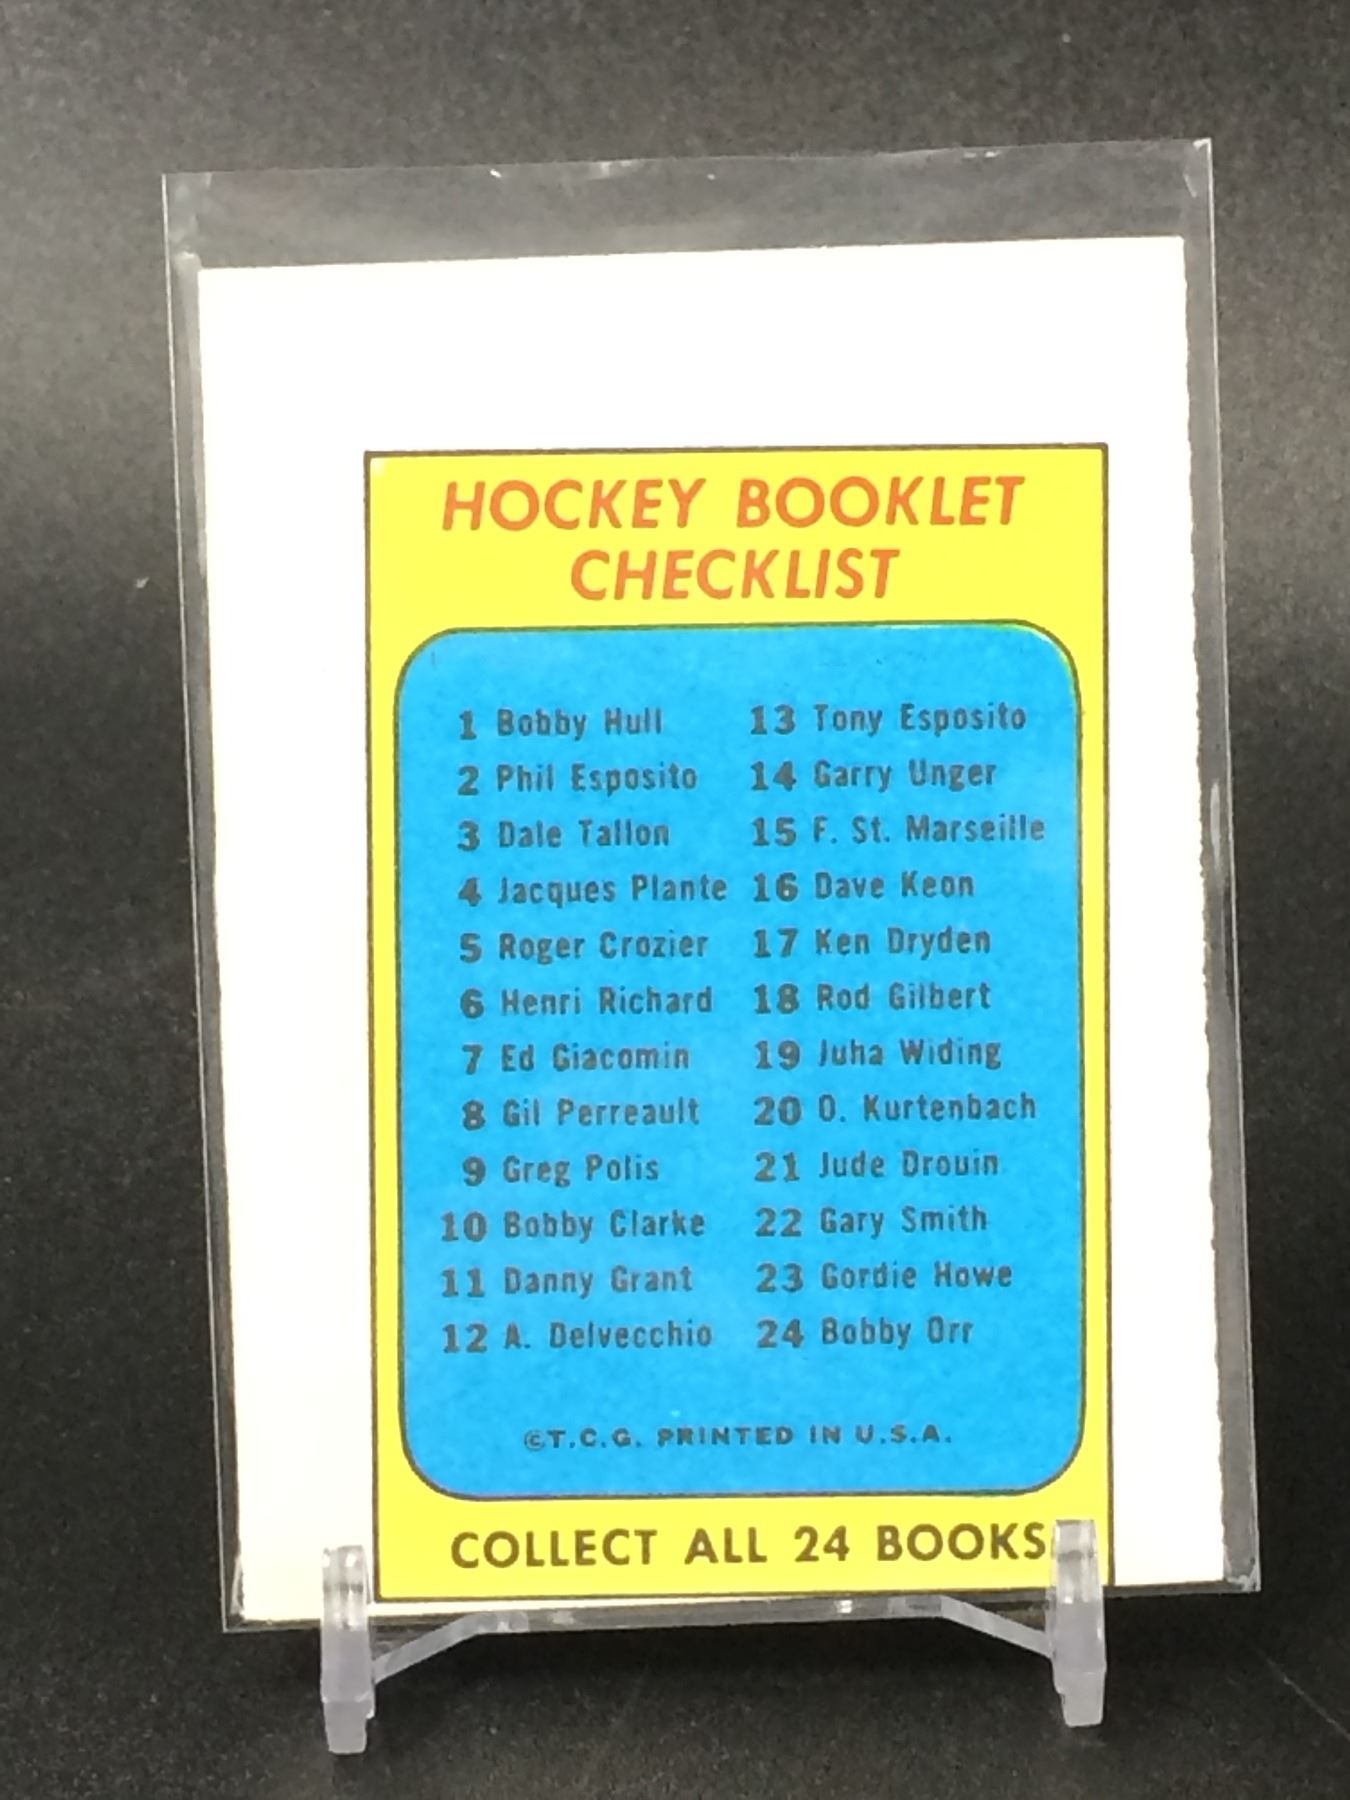 HOCKEY BOOKLET
CHECKLIST
1 Bobby Hull
2 Phil Esposito
3 Dale Tallon
4 Jacques Plante
5 Roger Crozier
6 Henri Richard
7 Ed Giacomin
8 Gil Perreault
9 Greg Polis
10 Bobby Clarke
11 Danny Grant
12 A. Delvecchio
13 Tony Esposito
14 Garry Unger
15 F. St. Marseille
16 Dave Keon
17 Ken Dryden
18 Rod Gilbert
19 Juha Widing
20 O. Kurtenbach
21 Jude Drouin
22 Gary Smith
23 Gordie Howe
24 Bobby Orr
©T.C.G. PRINTED IN U.S.A.
COLLECT ALL 24 BOOKS